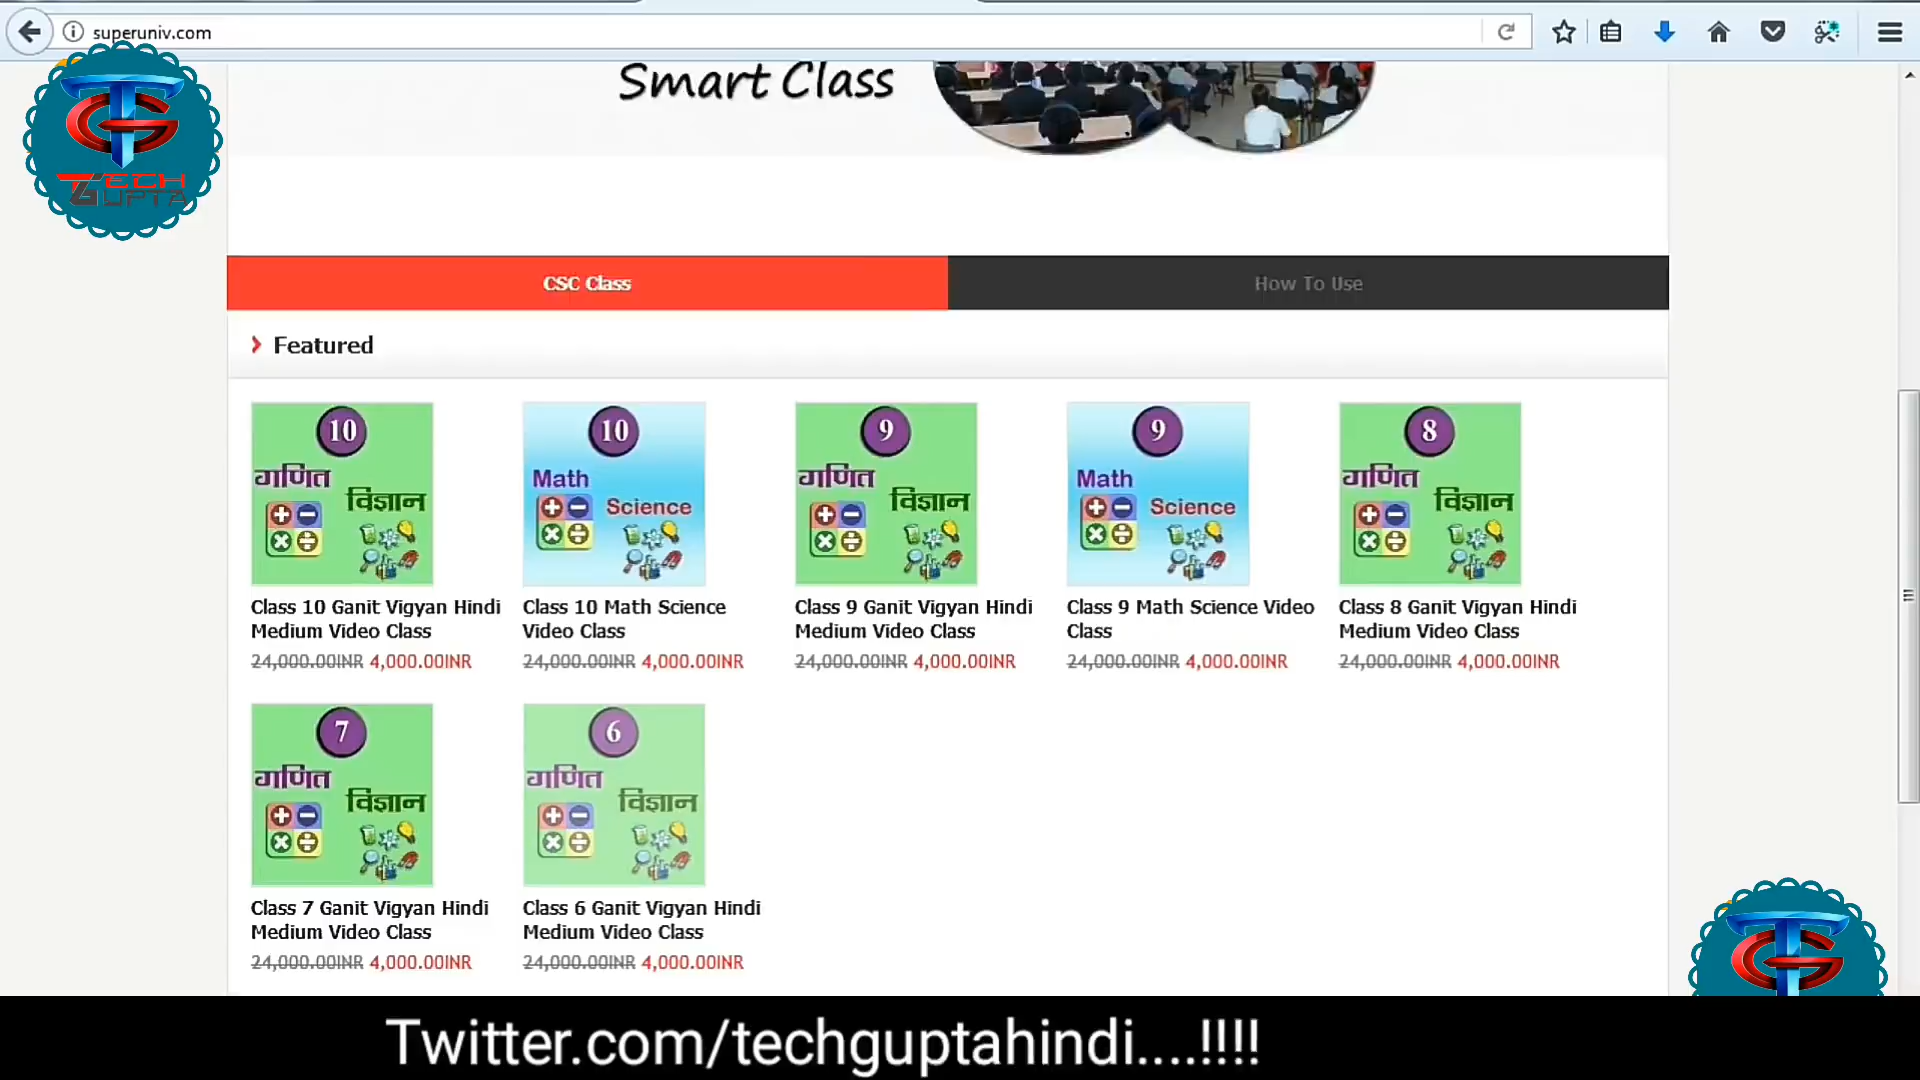 superuniv.com
TECH
GUPTA
Smart Class
CSC Class
How To Use
Featured
10
गणित
विज्ञान
10
Math
Science
9
गणित
विज्ञान
9
Math
Science
8
गणित
विज्ञान
Class 10 Ganit Vigyan Hindi
Medium Video Class
24,000.00INR 4,000.00INR
Class 10 Math Science
Video Class
24,000.00INR 4,000.00INR
Class 9 Ganit Vigyan Hindi
Medium Video Class
24,000.00INR 4,000.00INR
Class 9 Math Science Video
Class
24,000.00INR 4,000.00INR
Class 8 Ganit Vigyan Hindi
Medium Video Class
24,000.00INR 4,000.00INR
7
गणित
विज्ञान
6
गणित
विज्ञान
Class 7 Ganit Vigyan Hindi
Medium Video Class
24,000.00INR 4,000.00INR
Class 6 Ganit Vigyan Hindi
Medium Video Class
24,000.00INR 4,000.00INR
TG
Twitter.com/techguptahindi....!!!!